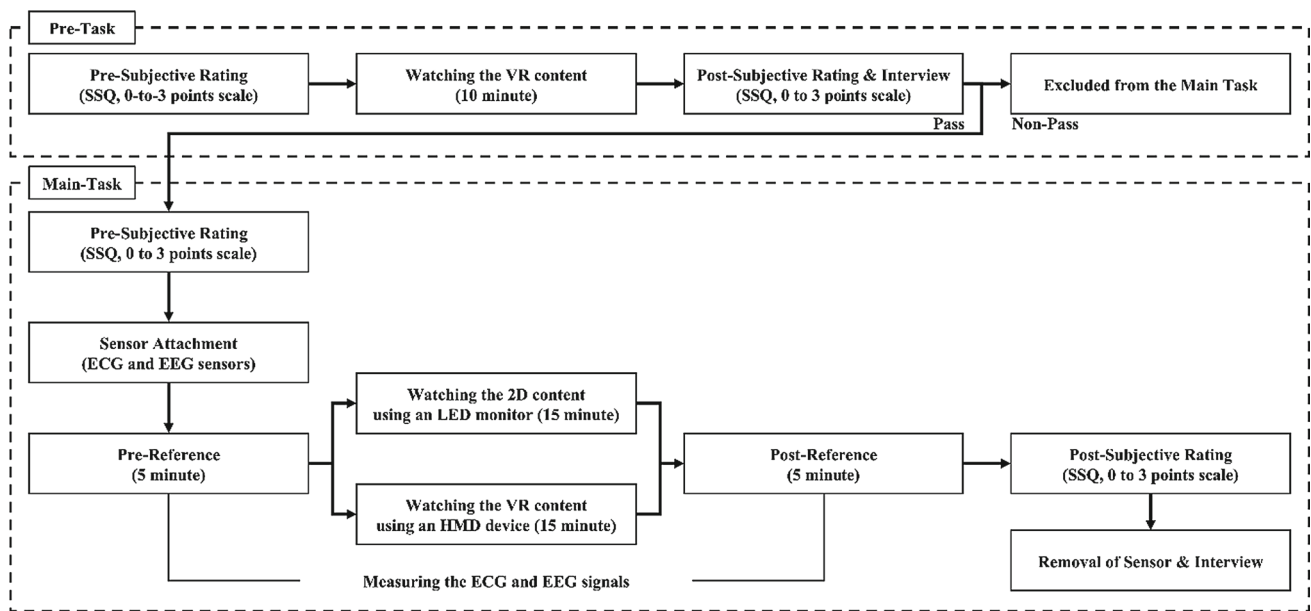 Pre-Task
Pre-Subjective Rating
(SSQ, 0-to-3 points scale)
Watching the VR content
(10 minute)
Post-Subjective Rating & Interview
(SSQ, 0 to 3 points scale)
Excluded from the Main Task
Pass
Non-Pass
Main-Task
Pre-Subjective Rating
(SSQ, 0 to 3 points scale)
Sensor Attachment
(ECG and EEG sensors)
Pre-Reference
(5 minute)
Watching the 2D content
using an LED monitor (15 minute)
Watching the VR content
using an HMD device (15 minute)
Post-Reference
(5 minute)
Post-Subjective Rating
(SSQ, 0 to 3 points scale)
Removal of Sensor & Interview
Measuring the ECG and EEG signals